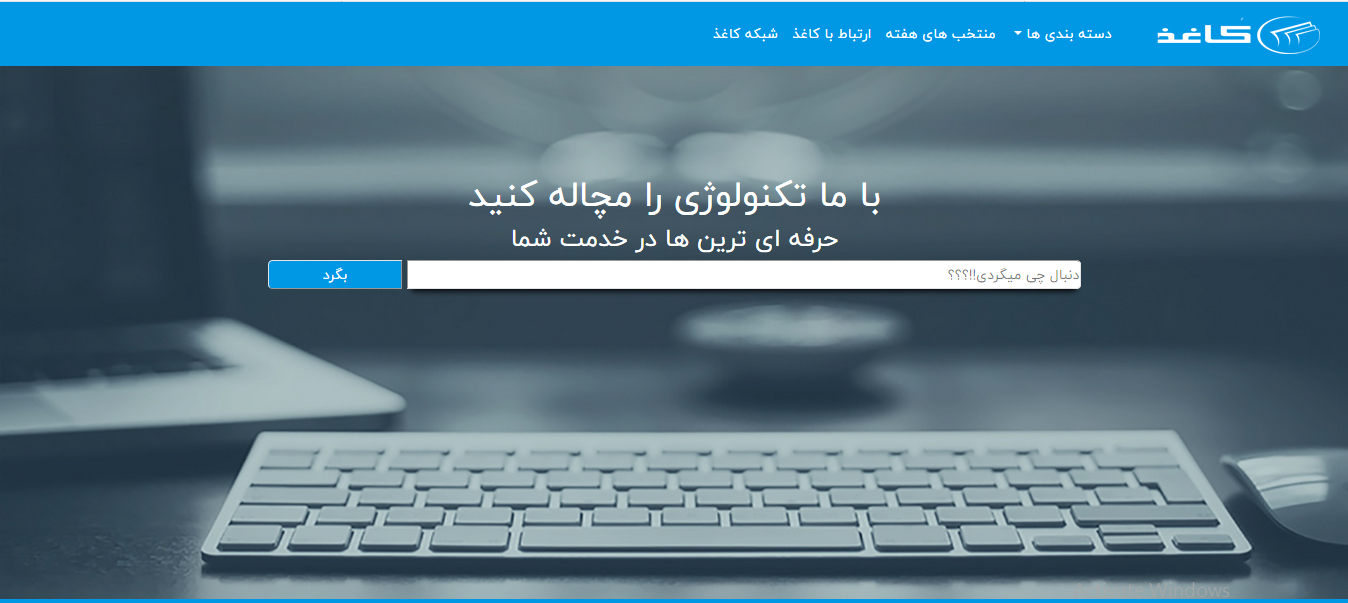 کاغذ
دسته بندی ها منتخب های هفته ارتباط با کاغذ شبکه کاغذ
با ما تکنولوژی را مچاله کنید
حرفه ای ترین ها در خدمت شما
دنبال چی میگردی!!؟؟؟ بگرد
Windows